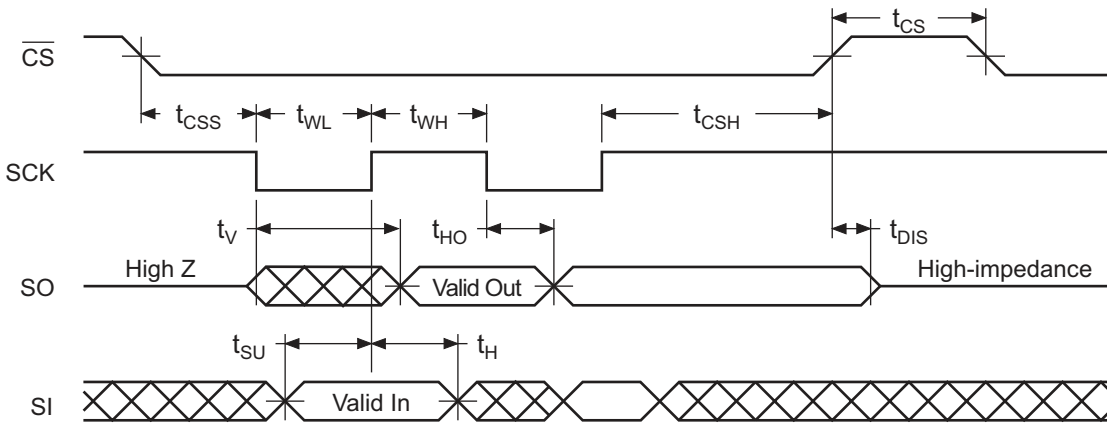 t_CS
C̅S̅
t_CSS t_WL t_WH t_CSH
SCK
t_V t_HO t_DIS
High Z High-impedance
SO Valid Out
t_SU t_H
SI Valid In